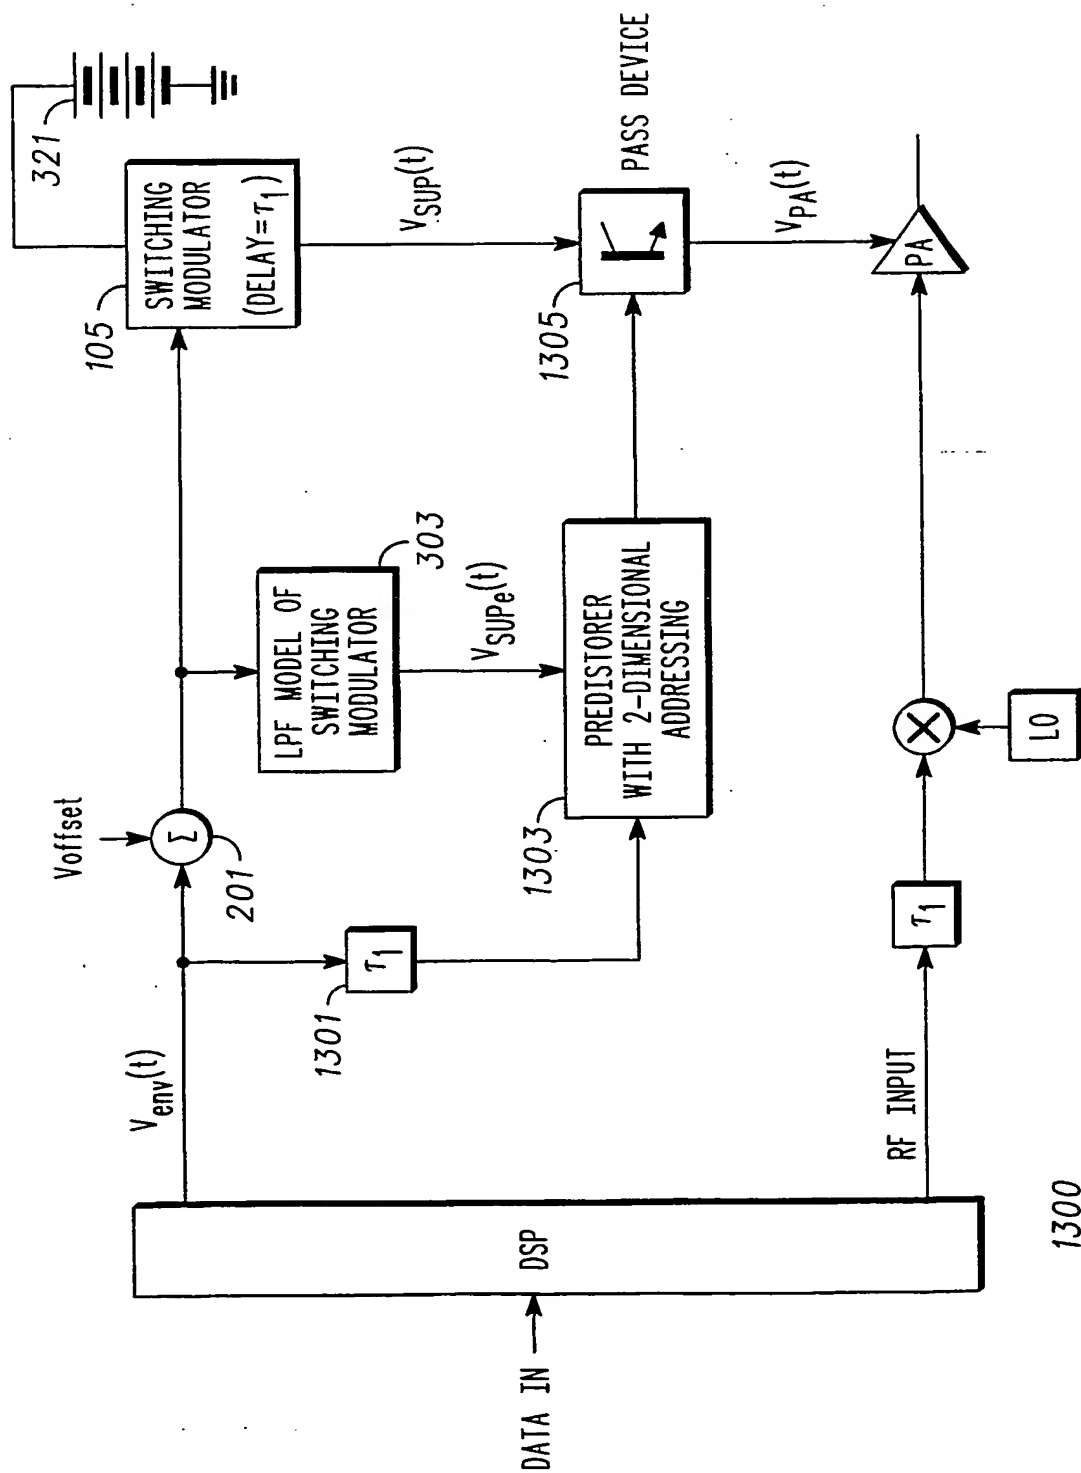 321
SWITCHING
MODULATOR
(DELAY=τ1)
105
VSUP(t)
PASS DEVICE
1305
VPA(t)
PA
Voffset
Σ
201
LPF MODEL OF
SWITCHING
MODULATOR
303
VSUPe(t)
PREDISTORER
WITH 2-DIMENSIONAL
ADDRESSING
1303
LO
Venv(t)
τ1
1301
τ1
RF INPUT
DSP
DATA IN
1300